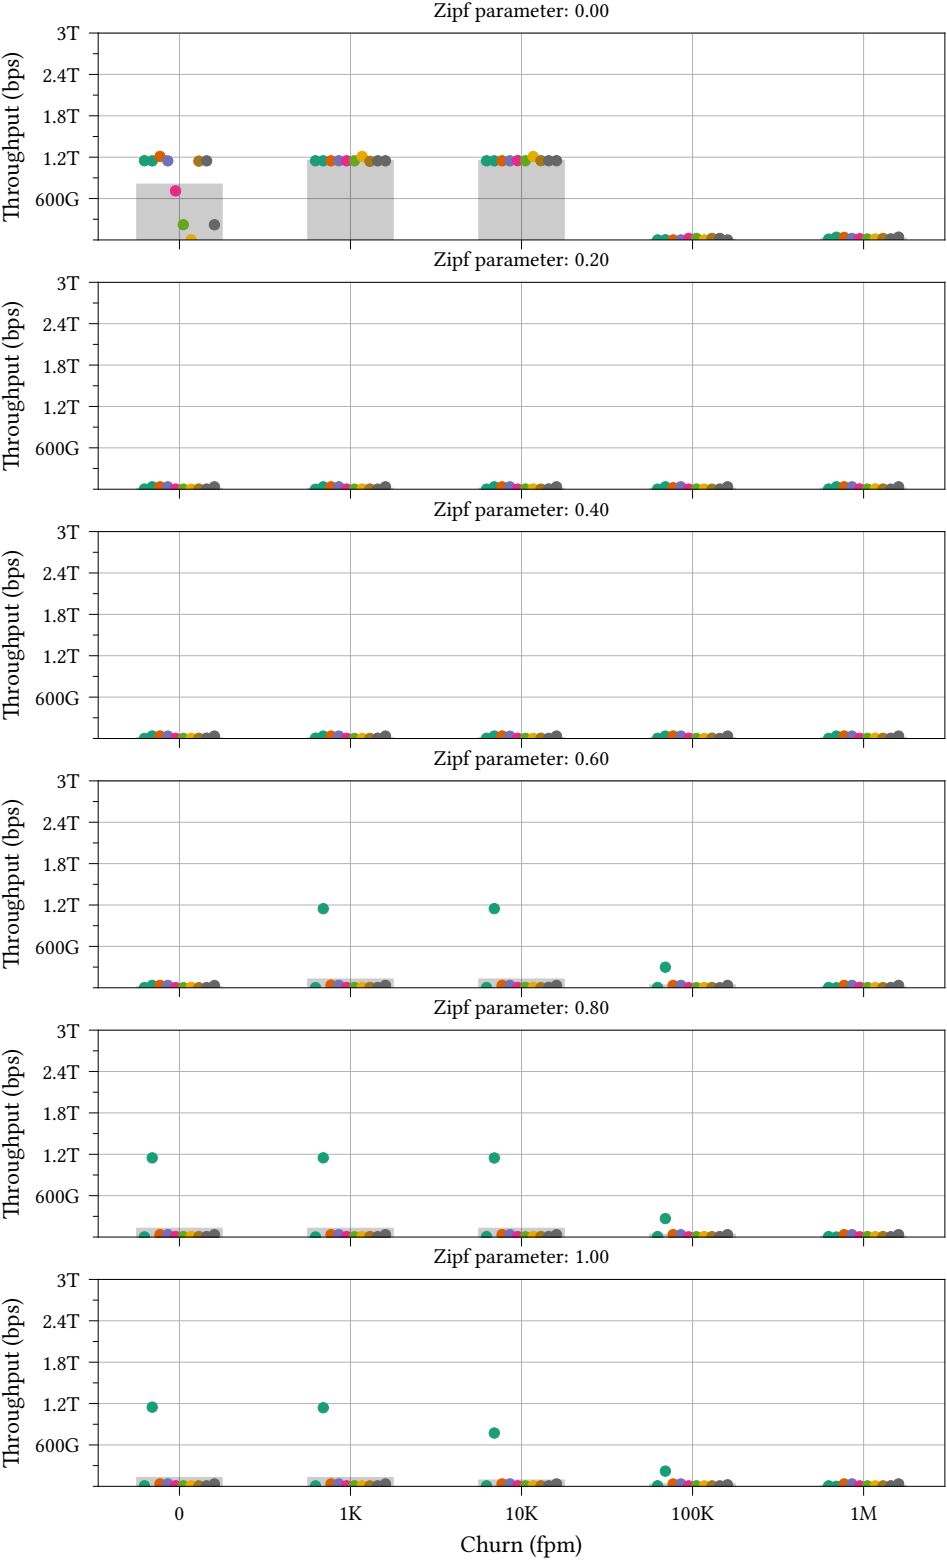 Zipf parameter: 0.00
3T
2.4T
1.8T
1.2T
600G
Throughput (bps)
Zipf parameter: 0.20
3T
2.4T
1.8T
1.2T
600G
Throughput (bps)
Zipf parameter: 0.40
3T
2.4T
1.8T
1.2T
600G
Throughput (bps)
Zipf parameter: 0.60
3T
2.4T
1.8T
1.2T
600G
Throughput (bps)
Zipf parameter: 0.80
3T
2.4T
1.8T
1.2T
600G
Throughput (bps)
Zipf parameter: 1.00
3T
2.4T
1.8T
1.2T
600G
Throughput (bps)
0 1K 10K 100K 1M
Churn (fpm)